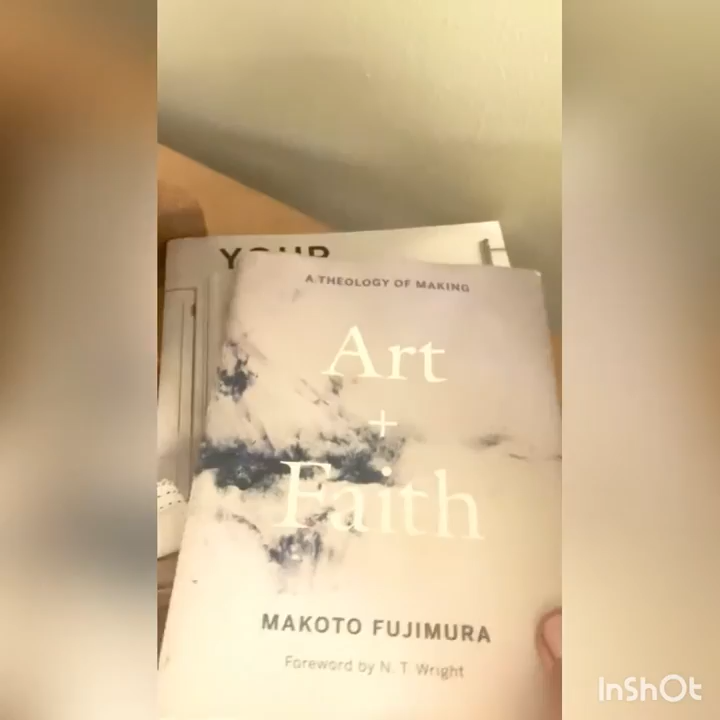 YOUR
A THEOLOGY OF MAKING
Art
+
Faith
MAKOTO FUJIMURA
Foreword by N. T. Wright
InShOt